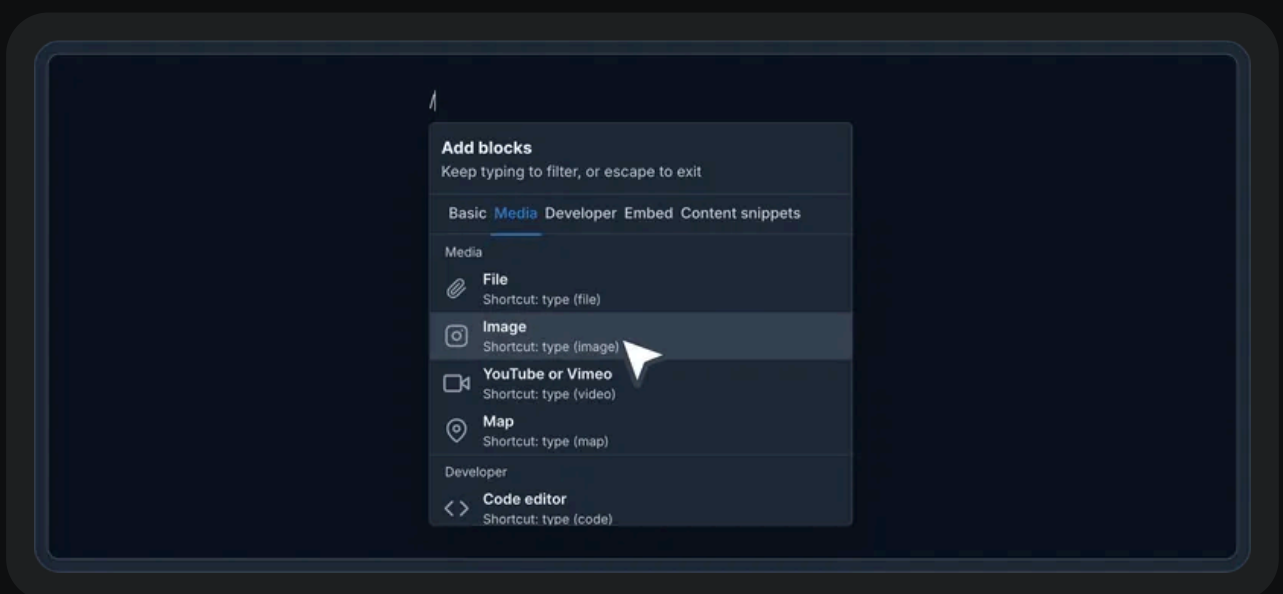 /
Add blocks
Keep typing to filter, or escape to exit
Basic Media Developer Embed Content snippets
Media
File
Shortcut: type (file)
Image
Shortcut: type (image)
YouTube or Vimeo
Shortcut: type (video)
Map
Shortcut: type (map)
Developer
Code editor
Shortcut: type (code)